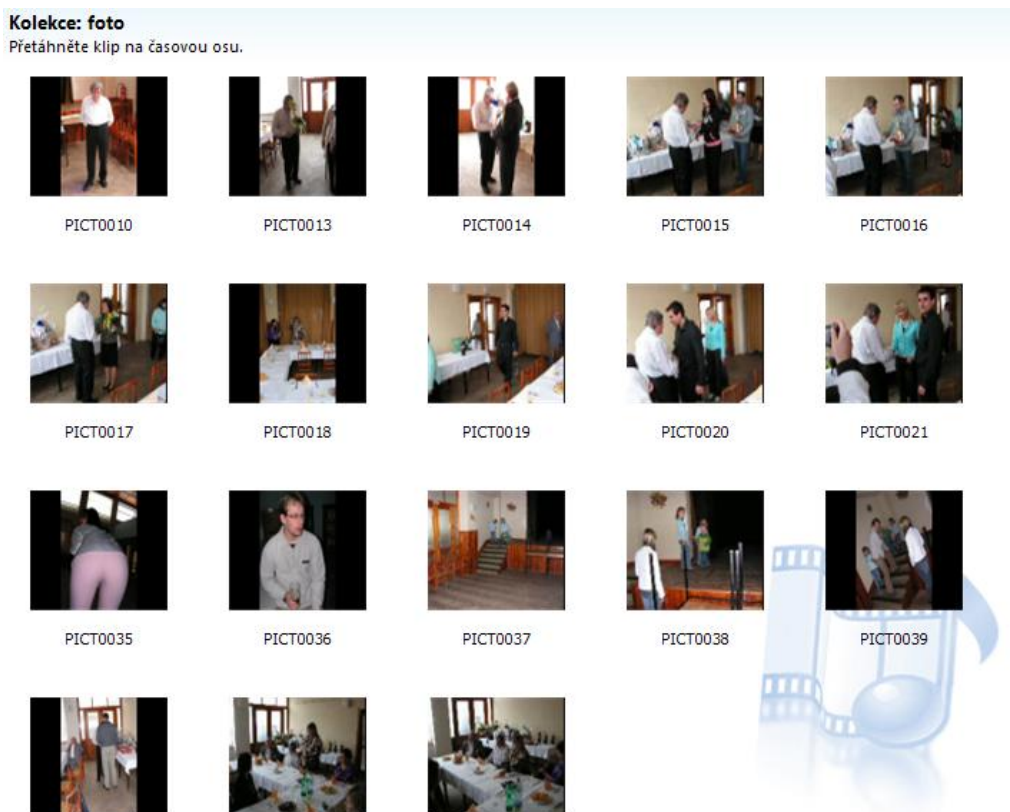 Kolekce: foto
Přetáhněte klip na časovou osu.
PICT0010 PICT0013 PICT0014 PICT0015 PICT0016
PICT0017 PICT0018 PICT0019 PICT0020 PICT0021
PICT0035 PICT0036 PICT0037 PICT0038 PICT0039